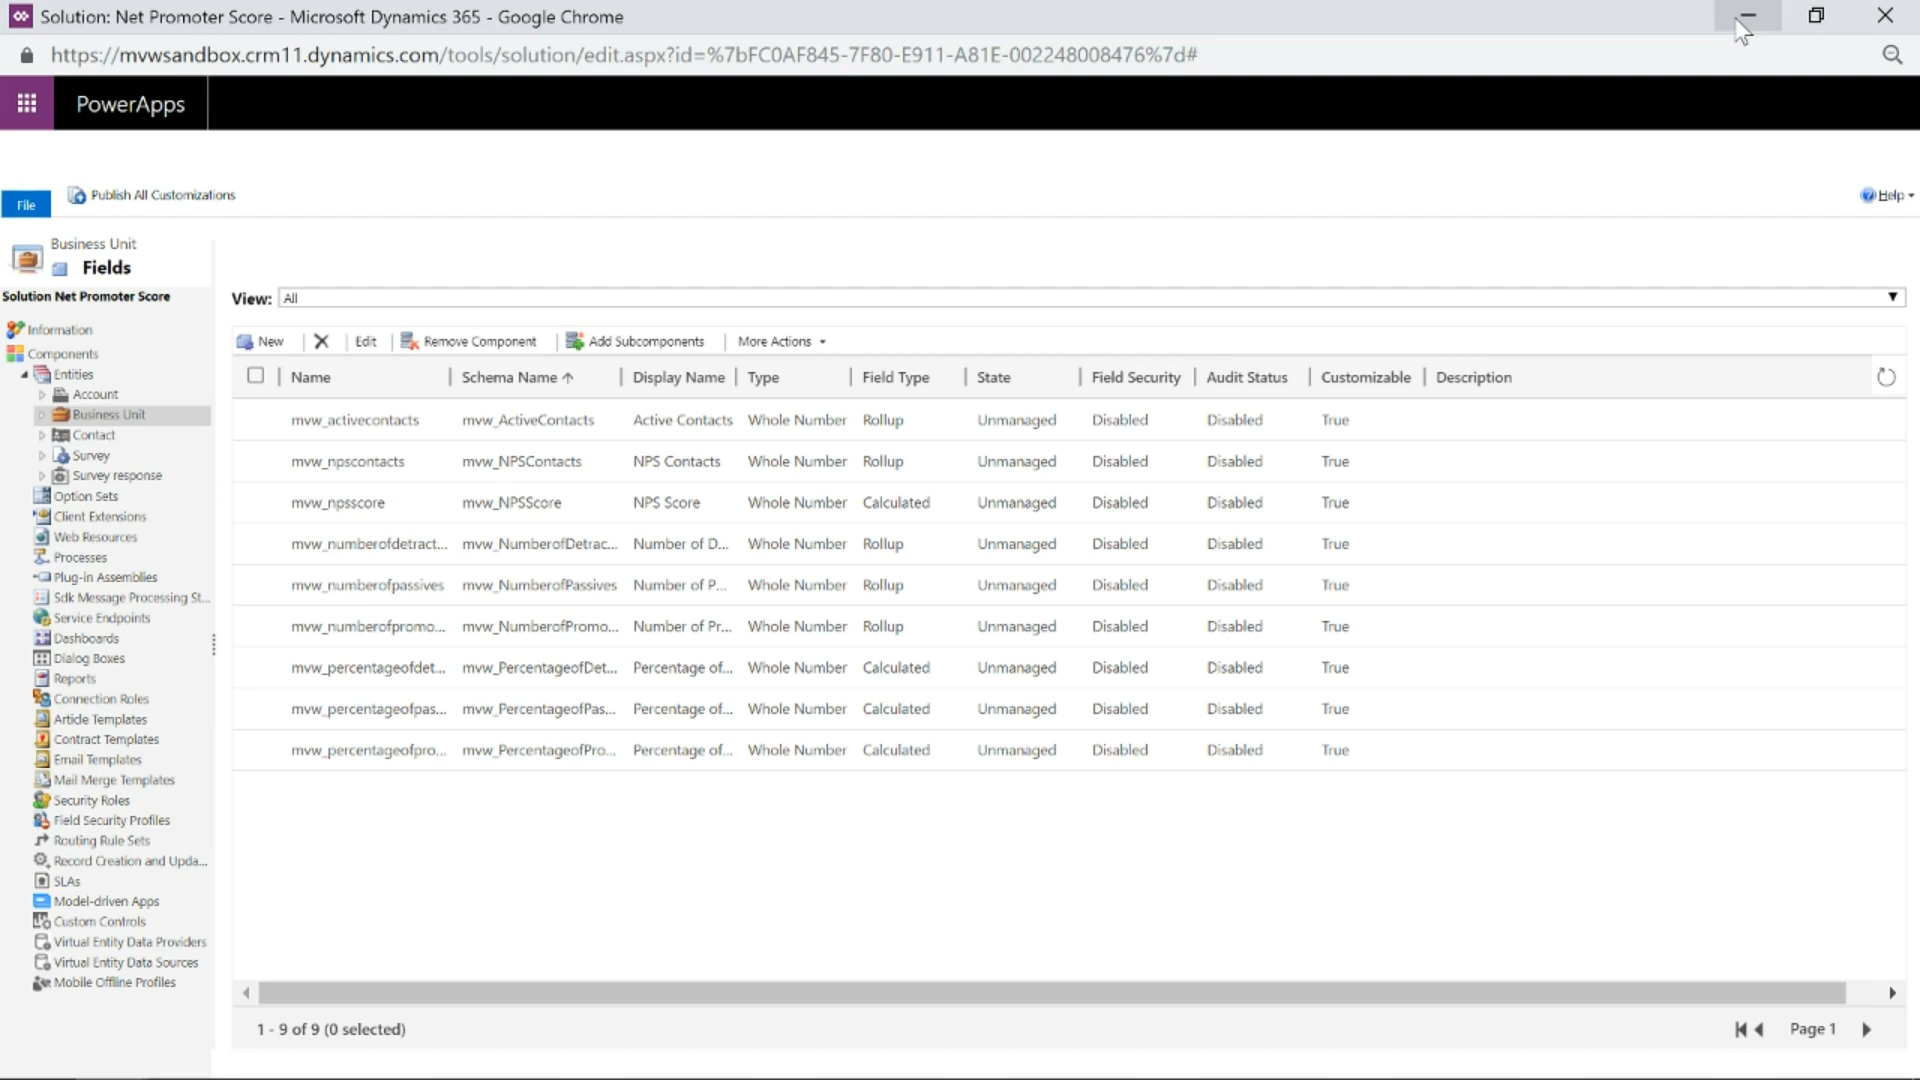 Solution: Net Promoter Score - Microsoft Dynamics 365 - Google Chrome
https://mvwsandbox.crm11.dynamics.com/tools/solution/edit.aspx?id=%7bFC0AF845-7F80-E911-A81E-002248008476%7d#
PowerApps
File
Publish All Customizations
Help
Business Unit
Fields
Solution Net Promoter Score
Information
Components
Entities
Account
Business Unit
Contact
Survey
Survey response
Option Sets
Client Extensions
Web Resources
Processes
Plug-in Assemblies
Sdk Message Processing St...
Service Endpoints
Dashboards
Dialog Boxes
Reports
Connection Roles
Article Templates
Contract Templates
Email Templates
Mail Merge Templates
Security Roles
Field Security Profiles
Routing Rule Sets
Record Creation and Upda...
SLAs
Model-driven Apps
Custom Controls
Virtual Entity Data Providers
Virtual Entity Data Sources
Mobile Offline Profiles
View: All
New Edit Remove Component Add Subcomponents More Actions
Name Schema Name Display Name Type Field Type State Field Security Audit Status Customizable Description
mvw_activecontacts mvw_ActiveContacts Active Contacts Whole Number Rollup Unmanaged Disabled Disabled True
mvw_npscontacts mvw_NPSContacts NPS Contacts Whole Number Rollup Unmanaged Disabled Disabled True
mvw_npsscore mvw_NPSScore NPS Score Whole Number Calculated Unmanaged Disabled Disabled True
mvw_numberofdetract... mvw_NumberofDetrac... Number of D... Whole Number Rollup Unmanaged Disabled Disabled True
mvw_numberofpassives mvw_NumberofPassives Number of P... Whole Number Rollup Unmanaged Disabled Disabled True
mvw_numberofpromo... mvw_NumberofPromo... Number of Pr... Whole Number Rollup Unmanaged Disabled Disabled True
mvw_percentageofdet... mvw_PercentageofDet... Percentage of... Whole Number Calculated Unmanaged Disabled Disabled True
mvw_percentageofpas... mvw_PercentageofPas... Percentage of... Whole Number Calculated Unmanaged Disabled Disabled True
mvw_percentageofpro... mvw_PercentageofPro... Percentage of... Whole Number Calculated Unmanaged Disabled Disabled True
1 - 9 of 9 (0 selected)
Page 1